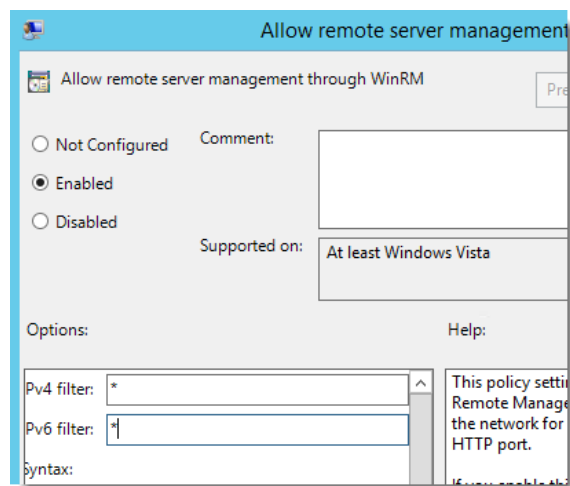 Allow remote server management
Allow remote server management through WinRM
Pre
Not Configured
Comment:
Enabled
Disabled
Supported on:
At least Windows Vista
Options:
Help:
Pv4 filter: *
Pv6 filter: *
Syntax:
This policy setti
Remote Manage
the network for
HTTP port.
If you enable thi